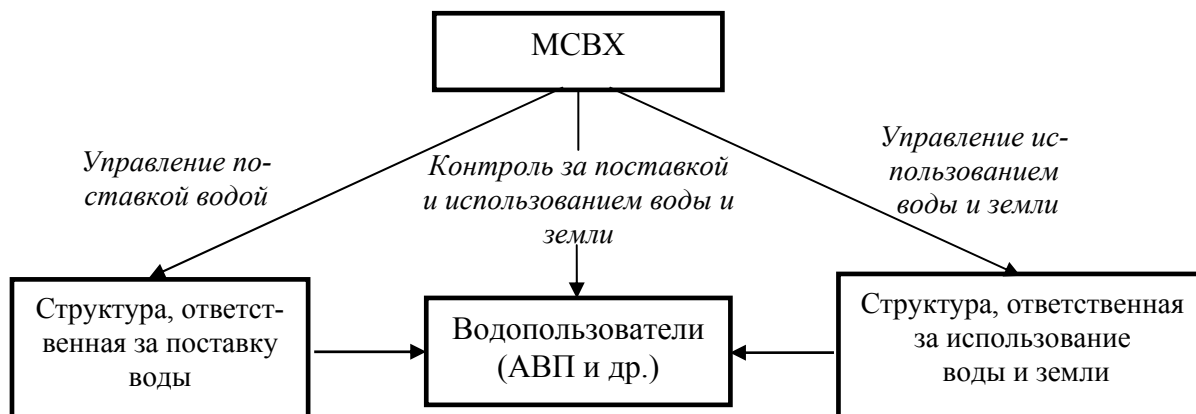 МСВХ
Управление по-
ставкой водой
Контроль за поставкой
и использованием воды и
земли
Управление ис-
пользованием
воды и земли
Структура, ответст-
венная за поставку
воды
Водопользователи
(АВП и др.)
Структура, ответственная
за использование
воды и земли